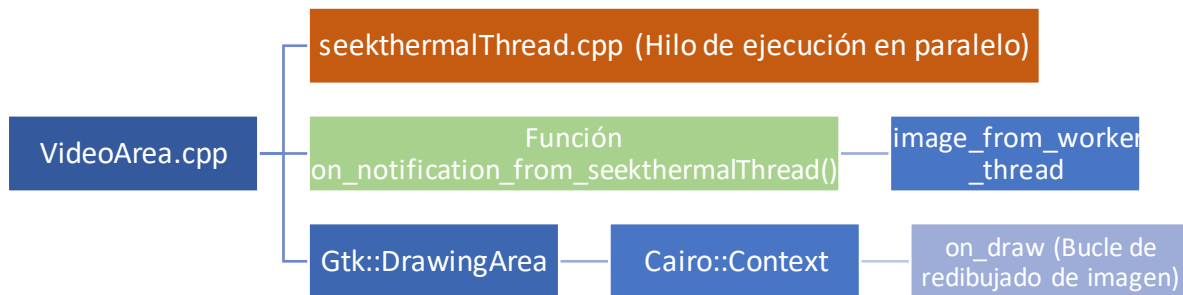 seekthermalThread.cpp (Hilo de ejecución en paralelo)
VideoArea.cpp
Función
on_notification_from_seekthermalThread()
image_from_worker
_thread
Gtk::DrawingArea
Cairo::Context
on_draw (Bucle de
redibujado de imagen)